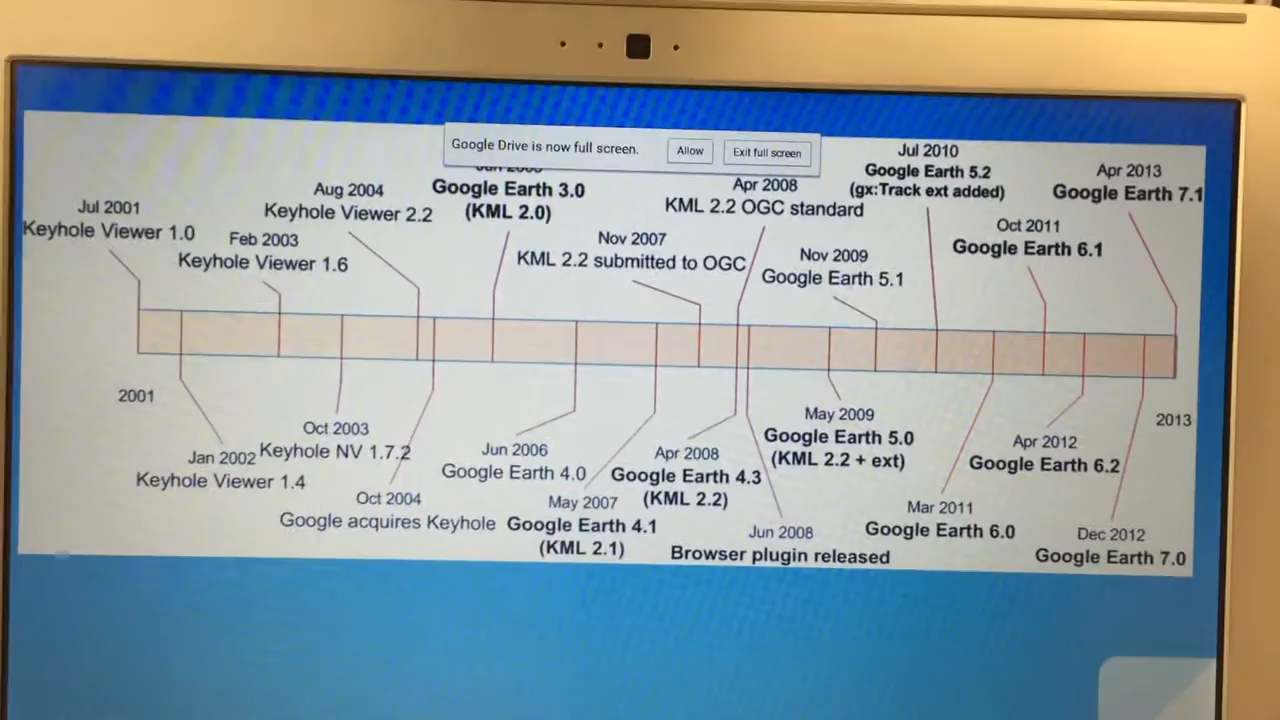 Google Drive is now full screen.
Allow
Exit full screen
Jul 2001
Keyhole Viewer 1.0
Feb 2003
Keyhole Viewer 1.6
Aug 2004
Keyhole Viewer 2.2
Google Earth 3.0
(KML 2.0)
Nov 2007
KML 2.2 submitted to OGC
Apr 2008
KML 2.2 OGC standard
Nov 2009
Google Earth 5.1
Jul 2010
Google Earth 5.2
(gx:Track ext added)
Oct 2011
Google Earth 6.1
Apr 2013
Google Earth 7.1
2001
2013
Jan 2002
Keyhole Viewer 1.4
Oct 2003
Keyhole NV 1.7.2
Oct 2004
Google acquires Keyhole
Jun 2006
Google Earth 4.0
May 2007
Google Earth 4.1
(KML 2.1)
Apr 2008
Google Earth 4.3
(KML 2.2)
Jun 2008
Browser plugin released
May 2009
Google Earth 5.0
(KML 2.2 + ext)
Mar 2011
Google Earth 6.0
Apr 2012
Google Earth 6.2
Dec 2012
Google Earth 7.0